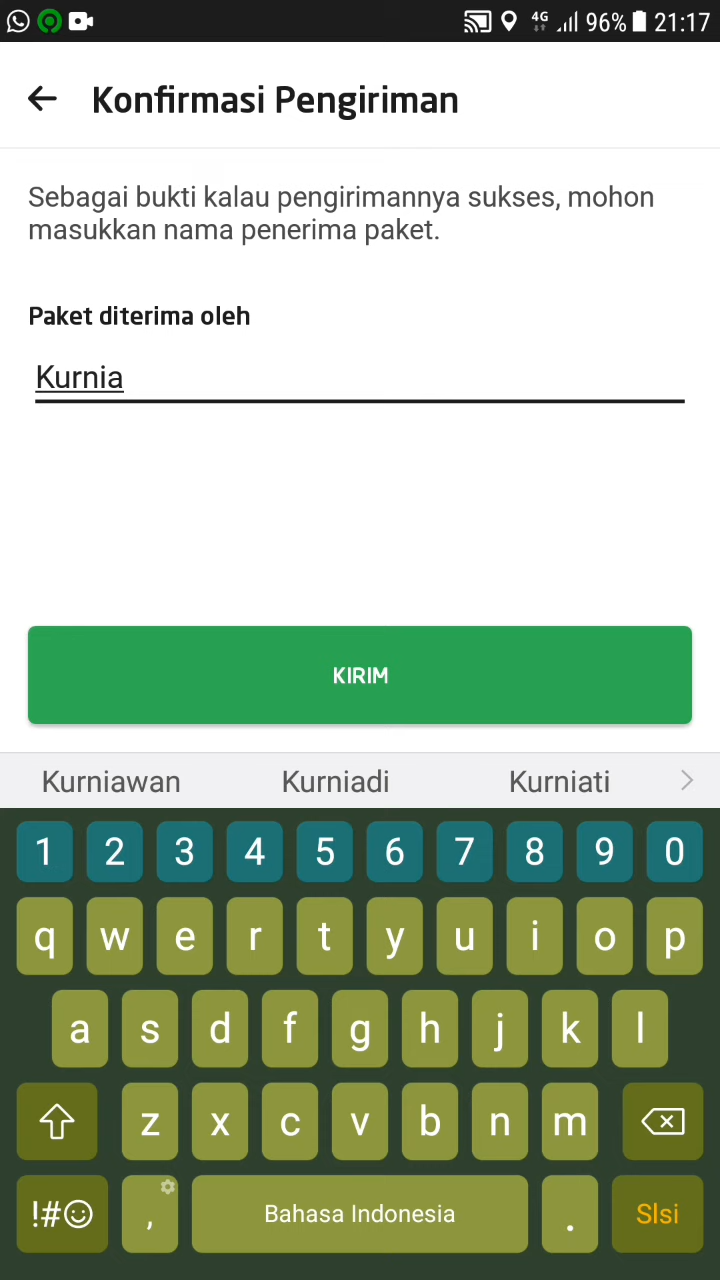 4G 96% 21:17
Konfirmasi Pengiriman
Sebagai bukti kalau pengirimannya sukses, mohon
masukkan nama penerima paket.
Paket diterima oleh
Kurnia
KIRIM
Kurniawan Kurniadi Kurniati
1 2 3 4 5 6 7 8 9 0
q w e r t y u i o p
a s d f g h j k l
z x c v b n m
!#☺ , Bahasa Indonesia . Slsi